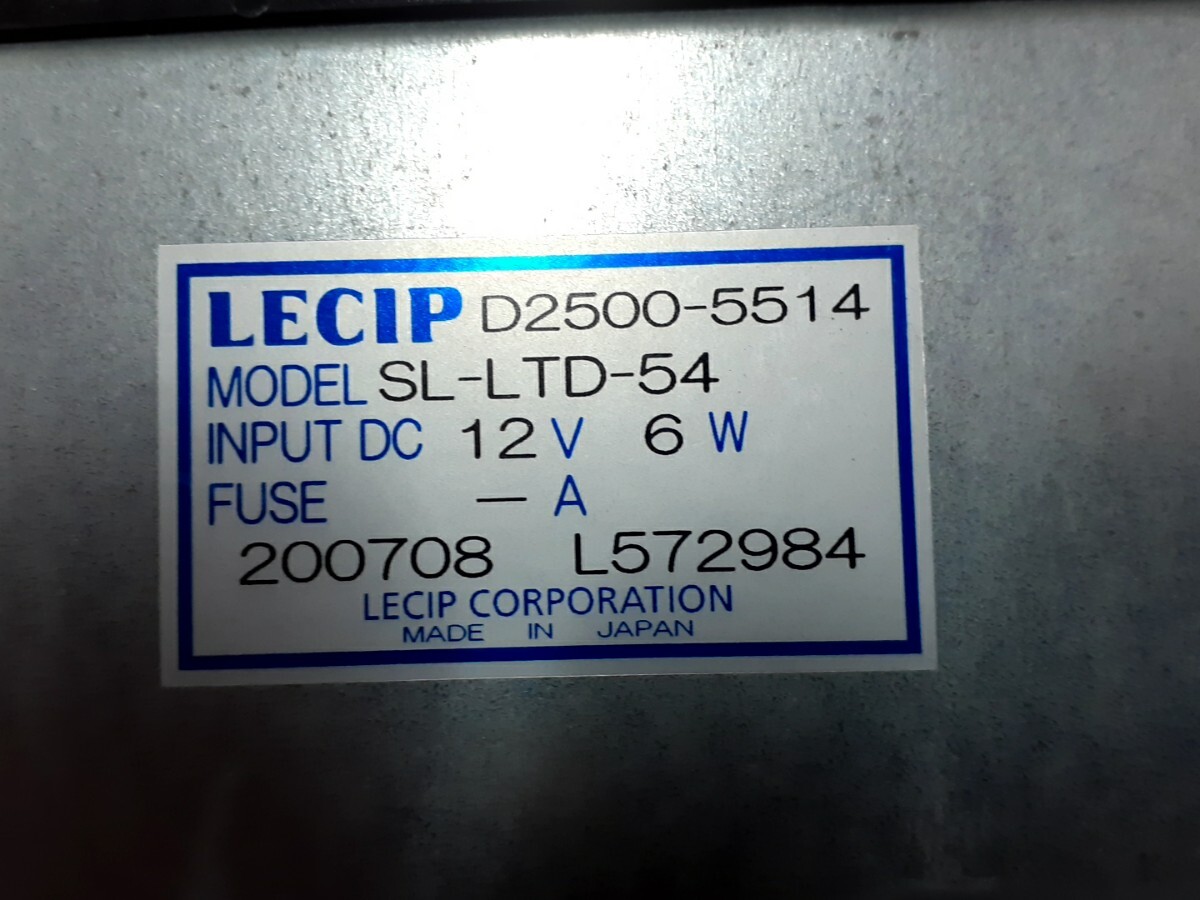 LECIP D2500-5514
MODEL SL-LTD-54
INPUT DC 12 V 6 W
FUSE — A
200708 L572984
LECIP CORPORATION
MADE IN JAPAN